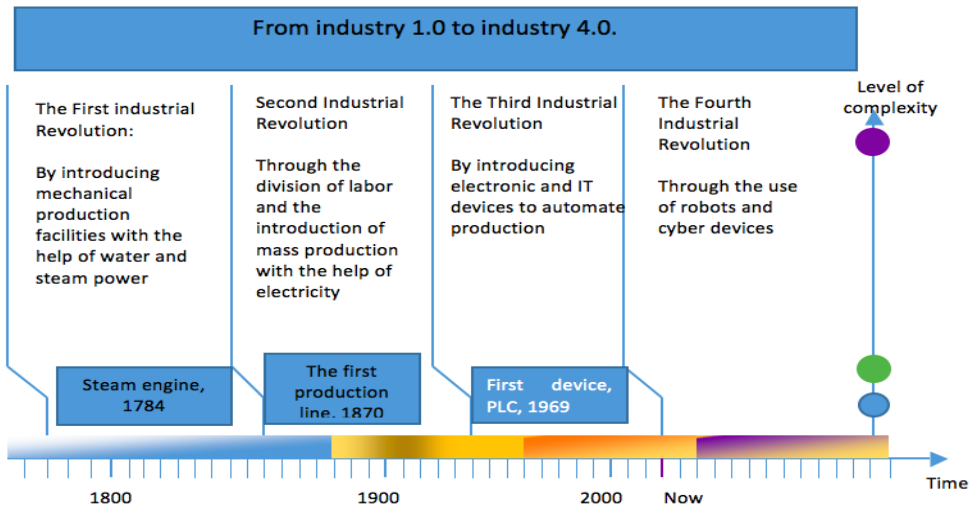 From industry 1.0 to industry 4.0.
The First industrial
Revolution:
By introducing
mechanical
production
facilities with the
help of water and
steam power
Second Industrial
Revolution
Through the
division of labor
and the
introduction of
mass production
with the help of
electricity
The Third Industrial
Revolution
By introducing
electronic and IT
devices to automate
production
The Fourth
Industrial
Revolution
Through the use
of robots and
cyber devices
Level of
complexity
Steam engine,
1784
The first
production
line, 1870
First device,
PLC, 1969
1800
1900
2000
Now
Time